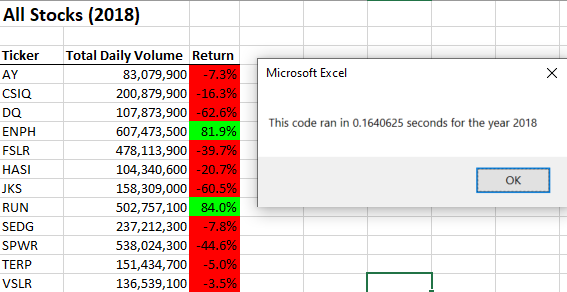 All Stocks (2018)
Ticker Total Daily Volume Return
AY 83,079,900 -7.3%
CSIQ 200,879,900 -16.3%
DQ 107,873,900 -62.6%
ENPH 607,473,500 81.9%
FSLR 478,113,900 -39.7%
HASI 104,340,600 -20.7%
JKS 158,309,000 -60.5%
RUN 502,757,100 84.0%
SEDG 237,212,300 -7.8%
SPWR 538,024,300 -44.6%
TERP 151,434,700 -5.0%
VSLR 136,539,100 -3.5%
Microsoft Excel
This code ran in 0.1640625 seconds for the year 2018
OK